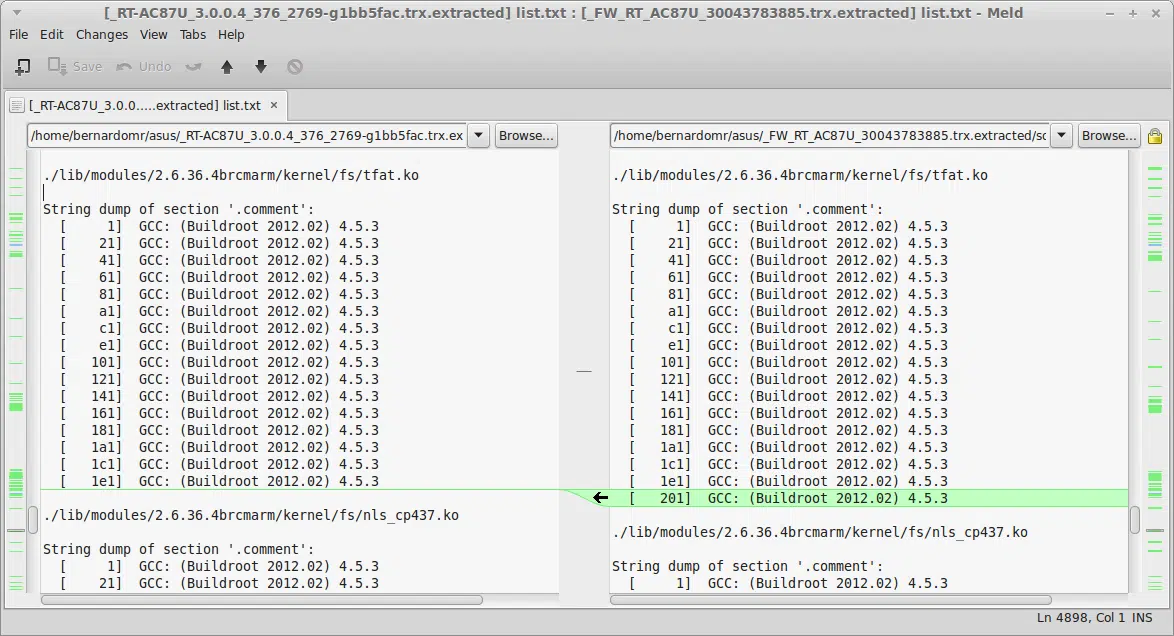 [_RT-AC87U_3.0.0.4_376_2769-g1bb5fac.trx.extracted] list.txt : [_FW_RT_AC87U_30043783885.trx.extracted] list.txt - Meld
File Edit Changes View Tabs Help
Save Undo
[_RT-AC87U_3.0.0.....extracted] list.txt
/home/bernardomr/asus/_RT-AC87U_3.0.0.4_376_2769-g1bb5fac.trx.ex Browse...
./lib/modules/2.6.36.4brcmarm/kernel/fs/tfat.ko
String dump of section '.comment':
[ 1] GCC: (Buildroot 2012.02) 4.5.3
[ 21] GCC: (Buildroot 2012.02) 4.5.3
[ 41] GCC: (Buildroot 2012.02) 4.5.3
[ 61] GCC: (Buildroot 2012.02) 4.5.3
[ 81] GCC: (Buildroot 2012.02) 4.5.3
[ a1] GCC: (Buildroot 2012.02) 4.5.3
[ c1] GCC: (Buildroot 2012.02) 4.5.3
[ e1] GCC: (Buildroot 2012.02) 4.5.3
[ 101] GCC: (Buildroot 2012.02) 4.5.3
[ 121] GCC: (Buildroot 2012.02) 4.5.3
[ 141] GCC: (Buildroot 2012.02) 4.5.3
[ 161] GCC: (Buildroot 2012.02) 4.5.3
[ 181] GCC: (Buildroot 2012.02) 4.5.3
[ 1a1] GCC: (Buildroot 2012.02) 4.5.3
[ 1c1] GCC: (Buildroot 2012.02) 4.5.3
[ 1e1] GCC: (Buildroot 2012.02) 4.5.3
./lib/modules/2.6.36.4brcmarm/kernel/fs/nls_cp437.ko
String dump of section '.comment':
[ 1] GCC: (Buildroot 2012.02) 4.5.3
[ 21] GCC: (Buildroot 2012.02) 4.5.3
/home/bernardomr/asus/_FW_RT_AC87U_30043783885.trx.extracted/sq Browse...
./lib/modules/2.6.36.4brcmarm/kernel/fs/tfat.ko
String dump of section '.comment':
[ 1] GCC: (Buildroot 2012.02) 4.5.3
[ 21] GCC: (Buildroot 2012.02) 4.5.3
[ 41] GCC: (Buildroot 2012.02) 4.5.3
[ 61] GCC: (Buildroot 2012.02) 4.5.3
[ 81] GCC: (Buildroot 2012.02) 4.5.3
[ a1] GCC: (Buildroot 2012.02) 4.5.3
[ c1] GCC: (Buildroot 2012.02) 4.5.3
[ e1] GCC: (Buildroot 2012.02) 4.5.3
[ 101] GCC: (Buildroot 2012.02) 4.5.3
[ 121] GCC: (Buildroot 2012.02) 4.5.3
[ 141] GCC: (Buildroot 2012.02) 4.5.3
[ 161] GCC: (Buildroot 2012.02) 4.5.3
[ 181] GCC: (Buildroot 2012.02) 4.5.3
[ 1a1] GCC: (Buildroot 2012.02) 4.5.3
[ 1c1] GCC: (Buildroot 2012.02) 4.5.3
[ 1e1] GCC: (Buildroot 2012.02) 4.5.3
[ 201] GCC: (Buildroot 2012.02) 4.5.3
./lib/modules/2.6.36.4brcmarm/kernel/fs/nls_cp437.ko
String dump of section '.comment':
[ 1] GCC: (Buildroot 2012.02) 4.5.3
Ln 4898, Col 1 INS